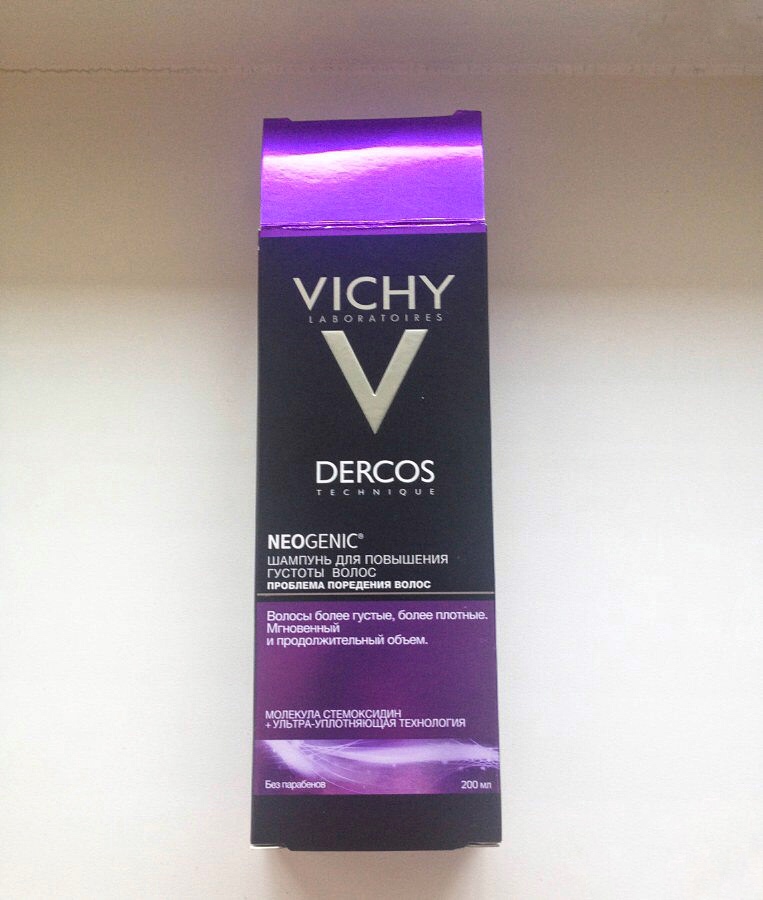 VICHY
LABORATOIRES
V
DERCOS
TECHNIQUE
NEOGENIC®
ШАМПУНЬ ДЛЯ ПОВЫШЕНИЯ
ГУСТОТЫ ВОЛОС
ПРОБЛЕМА ПОРЕДЕНИЯ ВОЛОС
Волосы более густые, более плотные.
Мгновенный
и продолжительный объем.
МОЛЕКУЛА СТЕМОКСИДИН
+УЛЬТРА-УПЛОТНЯЮЩАЯ ТЕХНОЛОГИЯ
Без парабенов 200 мл